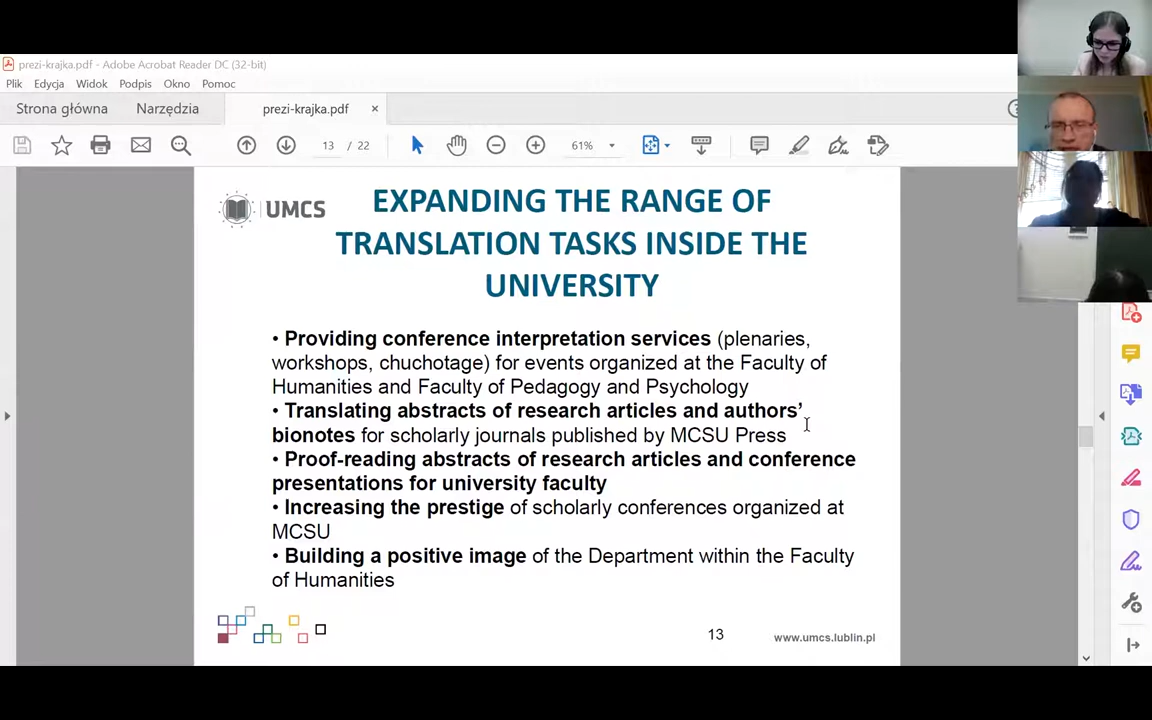 prezi-krajka.pdf - Adobe Acrobat Reader DC (32-bit)
Plik Edycja Widok Podpis Okno Pomoc
Strona główna Narzędzia prezi-krajka.pdf ×
13 / 22 61%
UMCS
EXPANDING THE RANGE OF
TRANSLATION TASKS INSIDE THE
UNIVERSITY
• Providing conference interpretation services (plenaries,
workshops, chuchotage) for events organized at the Faculty of
Humanities and Faculty of Pedagogy and Psychology
• Translating abstracts of research articles and authors’
bionotes for scholarly journals published by MCSU Press
• Proof-reading abstracts of research articles and conference
presentations for university faculty
• Increasing the prestige of scholarly conferences organized at
MCSU
• Building a positive image of the Department within the Faculty
of Humanities
13
www.umcs.lublin.pl